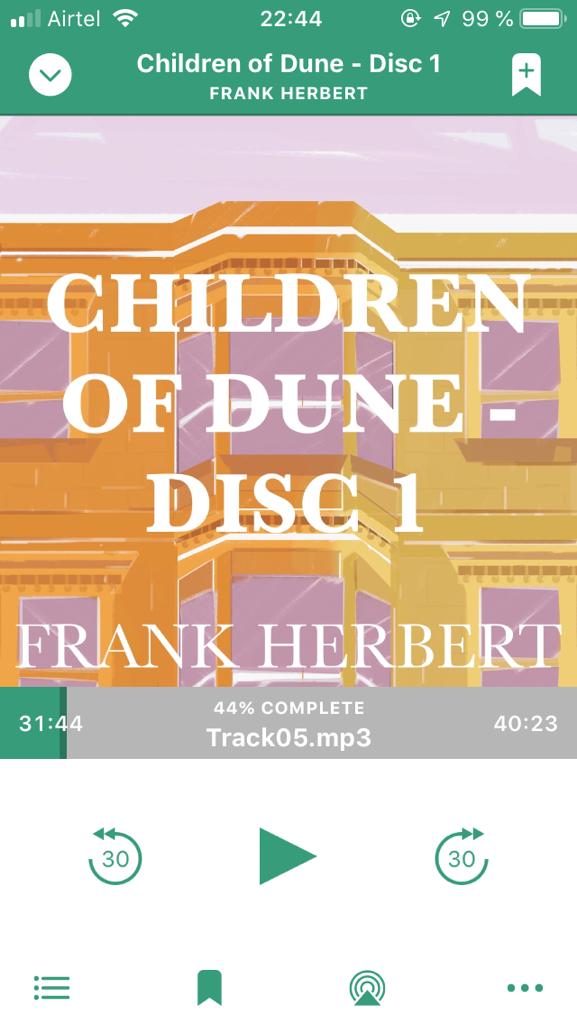 Airtel 22:44 99 %
Children of Dune - Disc 1
FRANK HERBERT
CHILDREN
OF DUNE -
DISC 1
FRANK HERBERT
44% COMPLETE
31:44 Track05.mp3 40:23
30 30